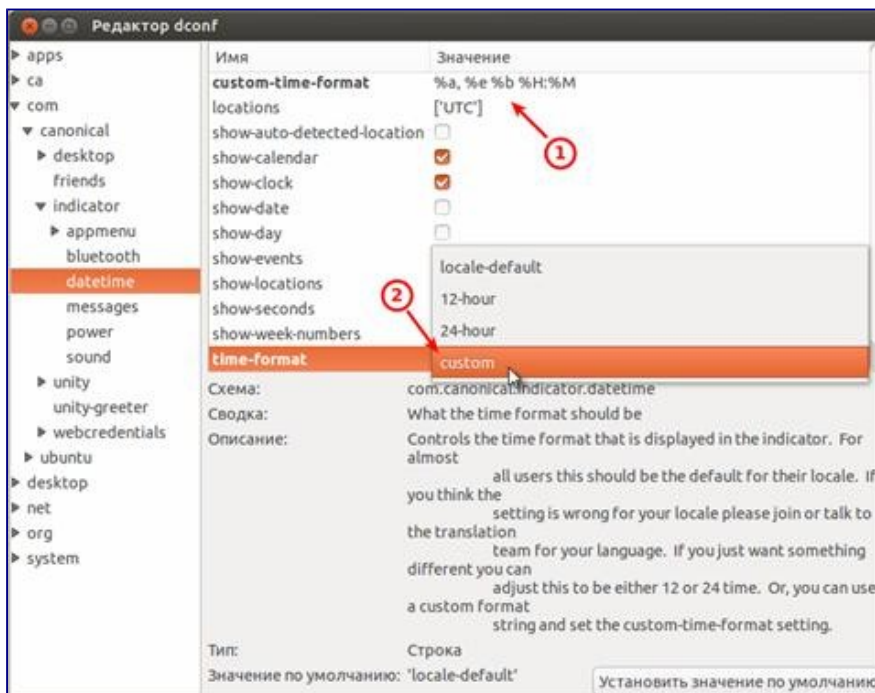 Редактор dconf
apps
ca
com
canonical
desktop
friends
indicator
appmenu
bluetooth
datetime
messages
power
sound
unity
unity-greeter
webcredentials
ubuntu
desktop
net
org
system
Имя Значение
custom-time-format %a, %e %b %H:%M
locations ['UTC']
show-auto-detected-location
show-calendar
show-clock
show-date
show-day
show-events
show-locations
show-seconds
show-week-numbers
time-format
1
locale-default
12-hour
24-hour
custom
2
Схема: com.canonical.indicator.datetime
Сводка: What the time format should be
Описание: Controls the time format that is displayed in the indicator. For
almost
all users this should be the default for their locale. If
you think the
setting is wrong for your locale please join or talk to
the translation
team for your language. If you just want something
different you can
adjust this to be either 12 or 24 time. Or, you can use
a custom format
string and set the custom-time-format setting.
Тип: Строка
Значение по умолчанию: 'locale-default'
Установить значение по умолчанию